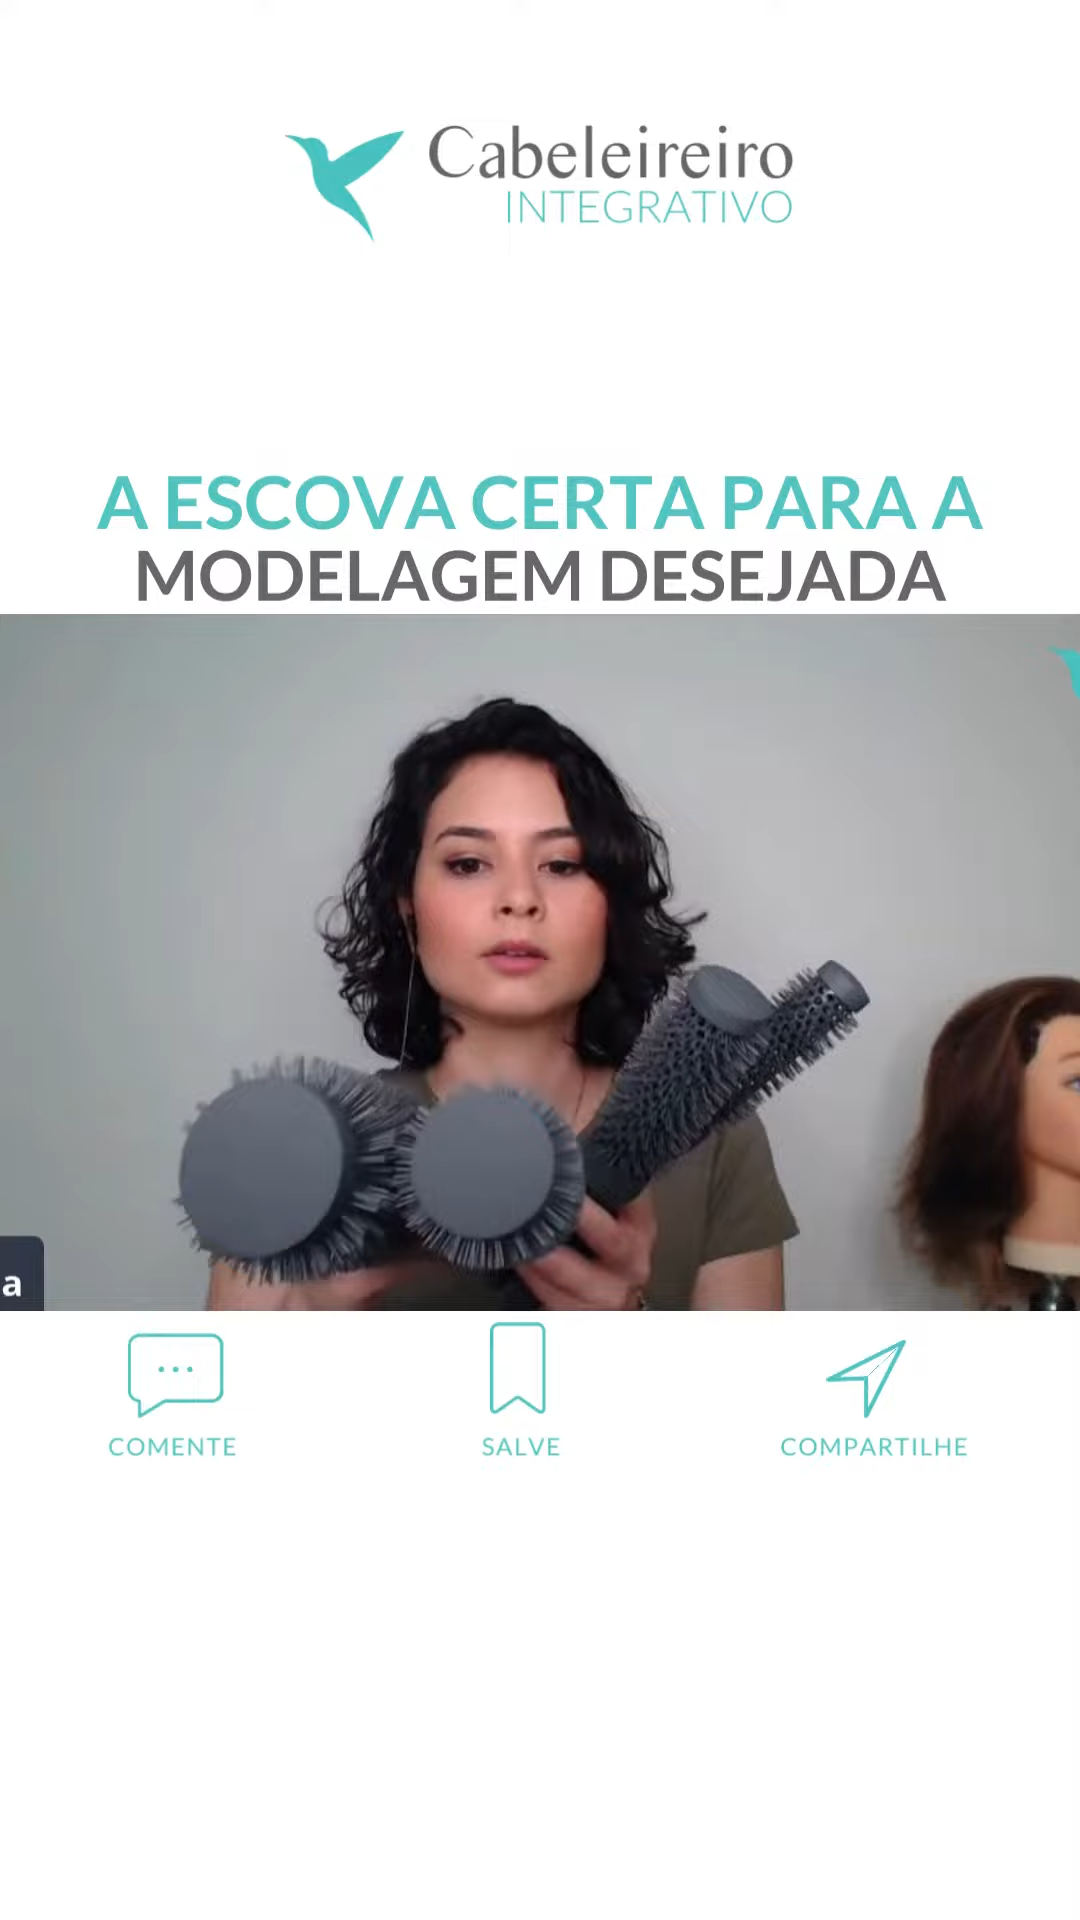 Cabeleireiro
INTEGRATIVO
A ESCOVA CERTA PARA A
MODELAGEM DESEJADA
a
COMENTE
SALVE
COMPARTILHE